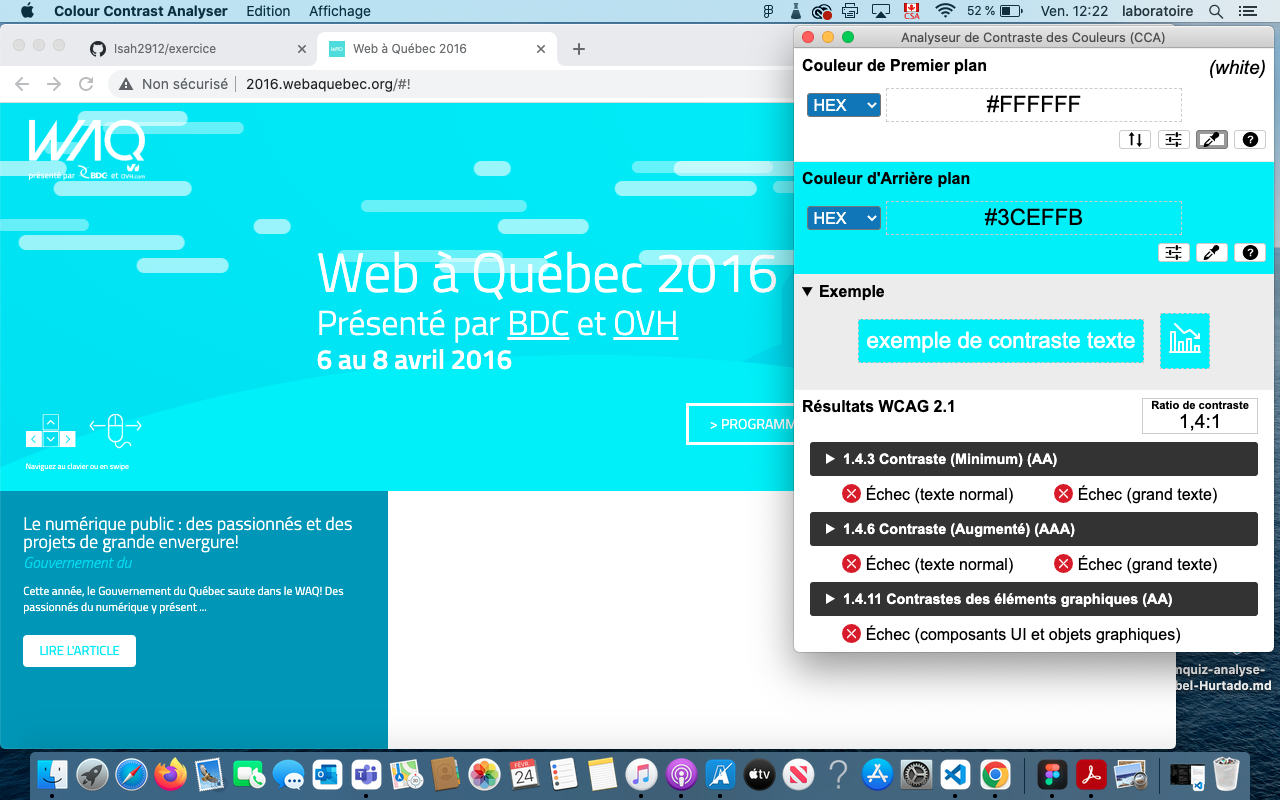 Colour Contrast Analyser Edition Affichage
CSA 52 % Ven. 12:22 laboratoire
Isah2912/exercice
WAQ Web à Québec 2016
Non sécurisé 2016.webaquebec.org/#!
WAQ
présenté par BDC et OVH.com
Web à Québec 2016
Présenté par BDC et OVH
6 au 8 avril 2016
> PROGRAMM
Naviguez au clavier ou en swipe
Le numérique public : des passionnés et des
projets de grande envergure!
Gouvernement du
Cette année, le Gouvernement du Québec saute dans le WAQ! Des
passionnés du numérique y présent ...
LIRE L'ARTICLE
Analyseur de Contraste des Couleurs (CCA)
Couleur de Premier plan
(white)
HEX
#FFFFFF
Couleur d'Arrière plan
HEX
#3CEFFB
Exemple
exemple de contraste texte
Résultats WCAG 2.1
Ratio de contraste
1,4:1
1.4.3 Contraste (Minimum) (AA)
Échec (texte normal) Échec (grand texte)
1.4.6 Contraste (Augmenté) (AAA)
Échec (texte normal) Échec (grand texte)
1.4.11 Contrastes des éléments graphiques (AA)
Échec (composants UI et objets graphiques)
nquiz-analyse-
bel-Hurtado.md
FÉVR.
24
tv